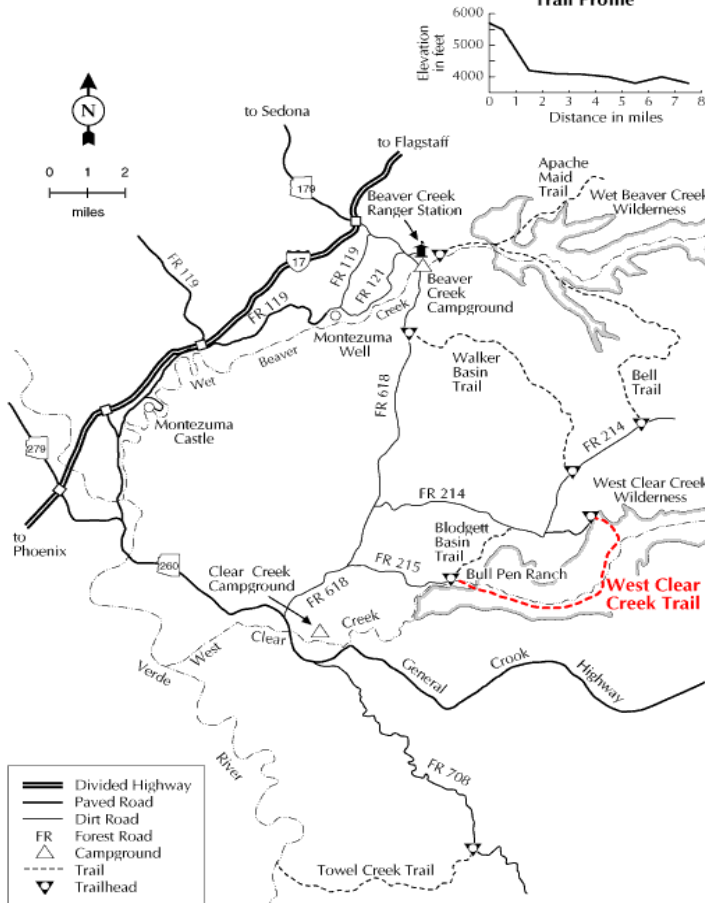 Trail Profile
6000
5000
4000
Elevation
in feet
0 1 2 3 4 5 6 7 8
Distance in miles
N
0 1 2
miles
to Sedona
to Flagstaff
179
Beaver Creek
Ranger Station
Apache
Maid
Trail
Wet Beaver Creek
Wilderness
17
FR 119
FR 119
FR 121
FR 119
Beaver
Creek
Campground
Montezuma
Well
Wet Beaver Creek
Walker
Basin
Trail
Bell
Trail
FR 618
Montezuma
Castle
279
FR 214
to
Phoenix
FR 214
West Clear Creek
Wilderness
Blodgett
Basin
Trail
260
Clear Creek
Campground
FR 215
Bull Pen Ranch
FR 618
West Clear
Creek Trail
West Clear Creek
Verde River
General Crook Highway
FR 708
Towel Creek Trail
Divided Highway
Paved Road
Dirt Road
FR Forest Road
Campground
Trail
Trailhead